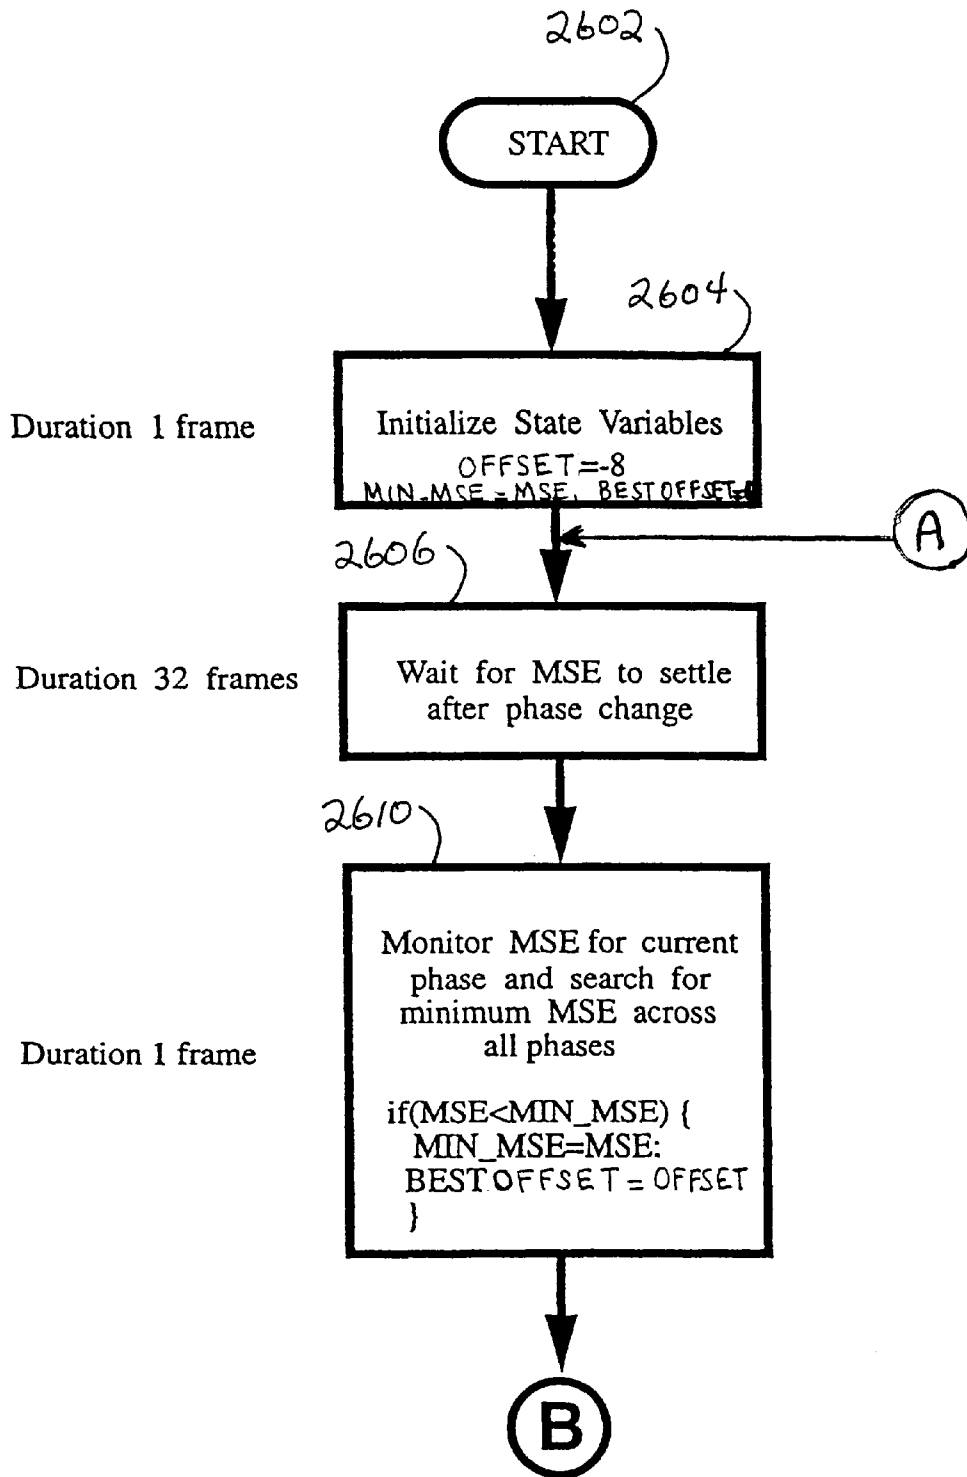 2602
START
2604
Duration 1 frame
Initialize State Variables
OFFSET=-8
MIN-MSE=MSE, BESTOFFSET=
A
2606
Duration 32 frames
Wait for MSE to settle
after phase change
2610
Duration 1 frame
Monitor MSE for current
phase and search for
minimum MSE across
all phases
if(MSE<MIN_MSE) {
MIN_MSE=MSE:
BEST OFFSET = OFFSET
}
B